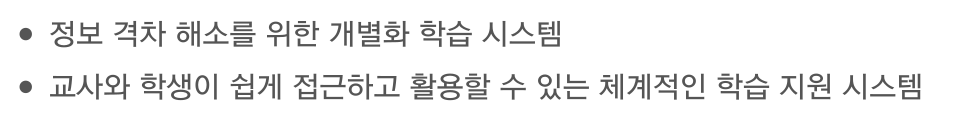 • 정보 격차 해소를 위한 개별화 학습 시스템
• 교사와 학생이 쉽게 접근하고 활용할 수 있는 체계적인 학습 지원 시스템